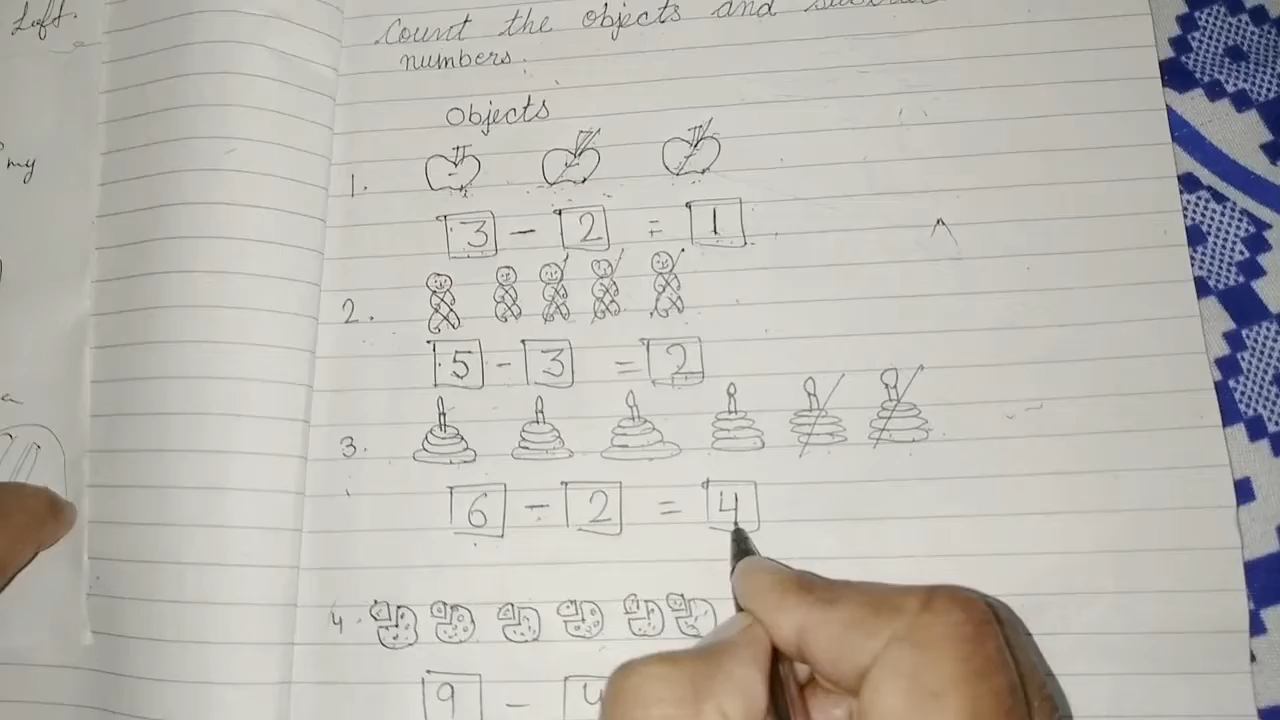 Left.
Count the objects and
numbers.
Objects
my
1.
3 - 2 = 1
2.
5 - 3 = 2
3.
6 - 2 = 4
4.
9 - 4